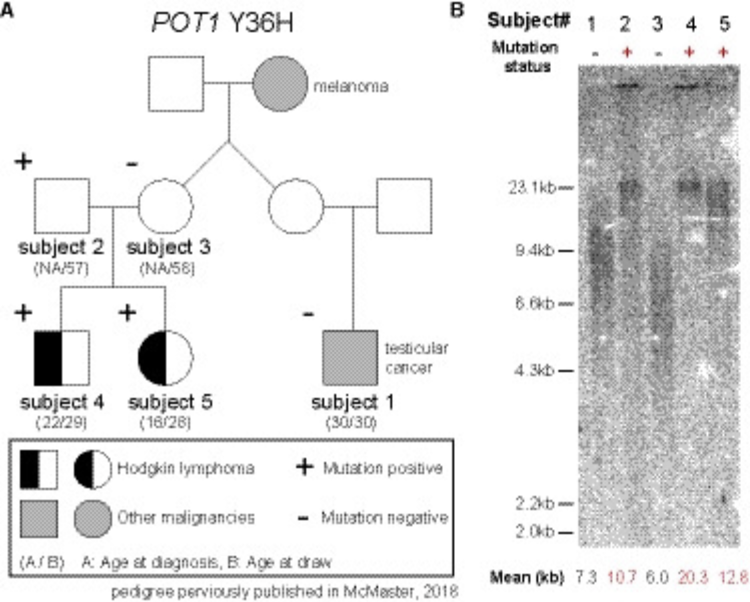 A
POT1 Y36H
melanoma
+
-
subject 2
(NA/57)
subject 3
(NA/56)
+
+
-
testicular
cancer
subject 4
(22/29)
subject 5
(16/28)
subject 1
(30/30)
Hodgkin lymphoma
+ Mutation positive
Other malignancies
- Mutation negative
(A / B) A: Age at diagnosis, B: Age at draw
pedigree perviously published in McMaster, 2018
B
Subject# 1 2 3 4 5
Mutation status - + - + +
23.1kb
9.4kb
6.6kb
4.3kb
2.2kb
2.0kb
Mean (kb) 7.3 10.7 6.0 20.3 12.8